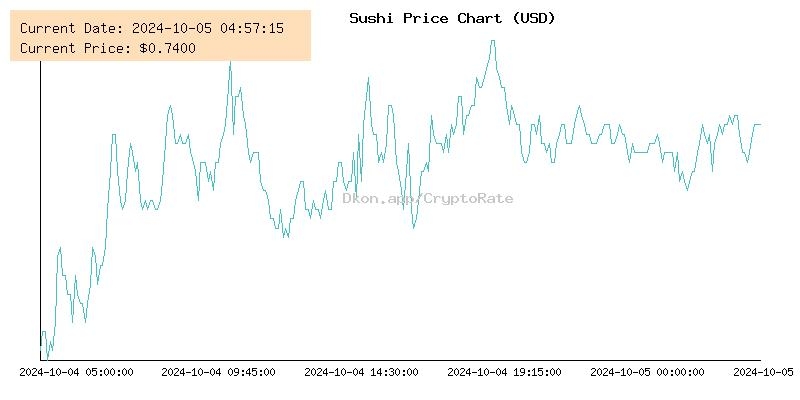 Sushi Price Chart (USD)
Current Date: 2024-10-05 04:57:15
Current Price: $0.7400
Dkon.app/CryptoRate
2024-10-04 05:00:00
2024-10-04 09:45:00
2024-10-04 14:30:00
2024-10-04 19:15:00
2024-10-05 00:00:00
2024-10-05